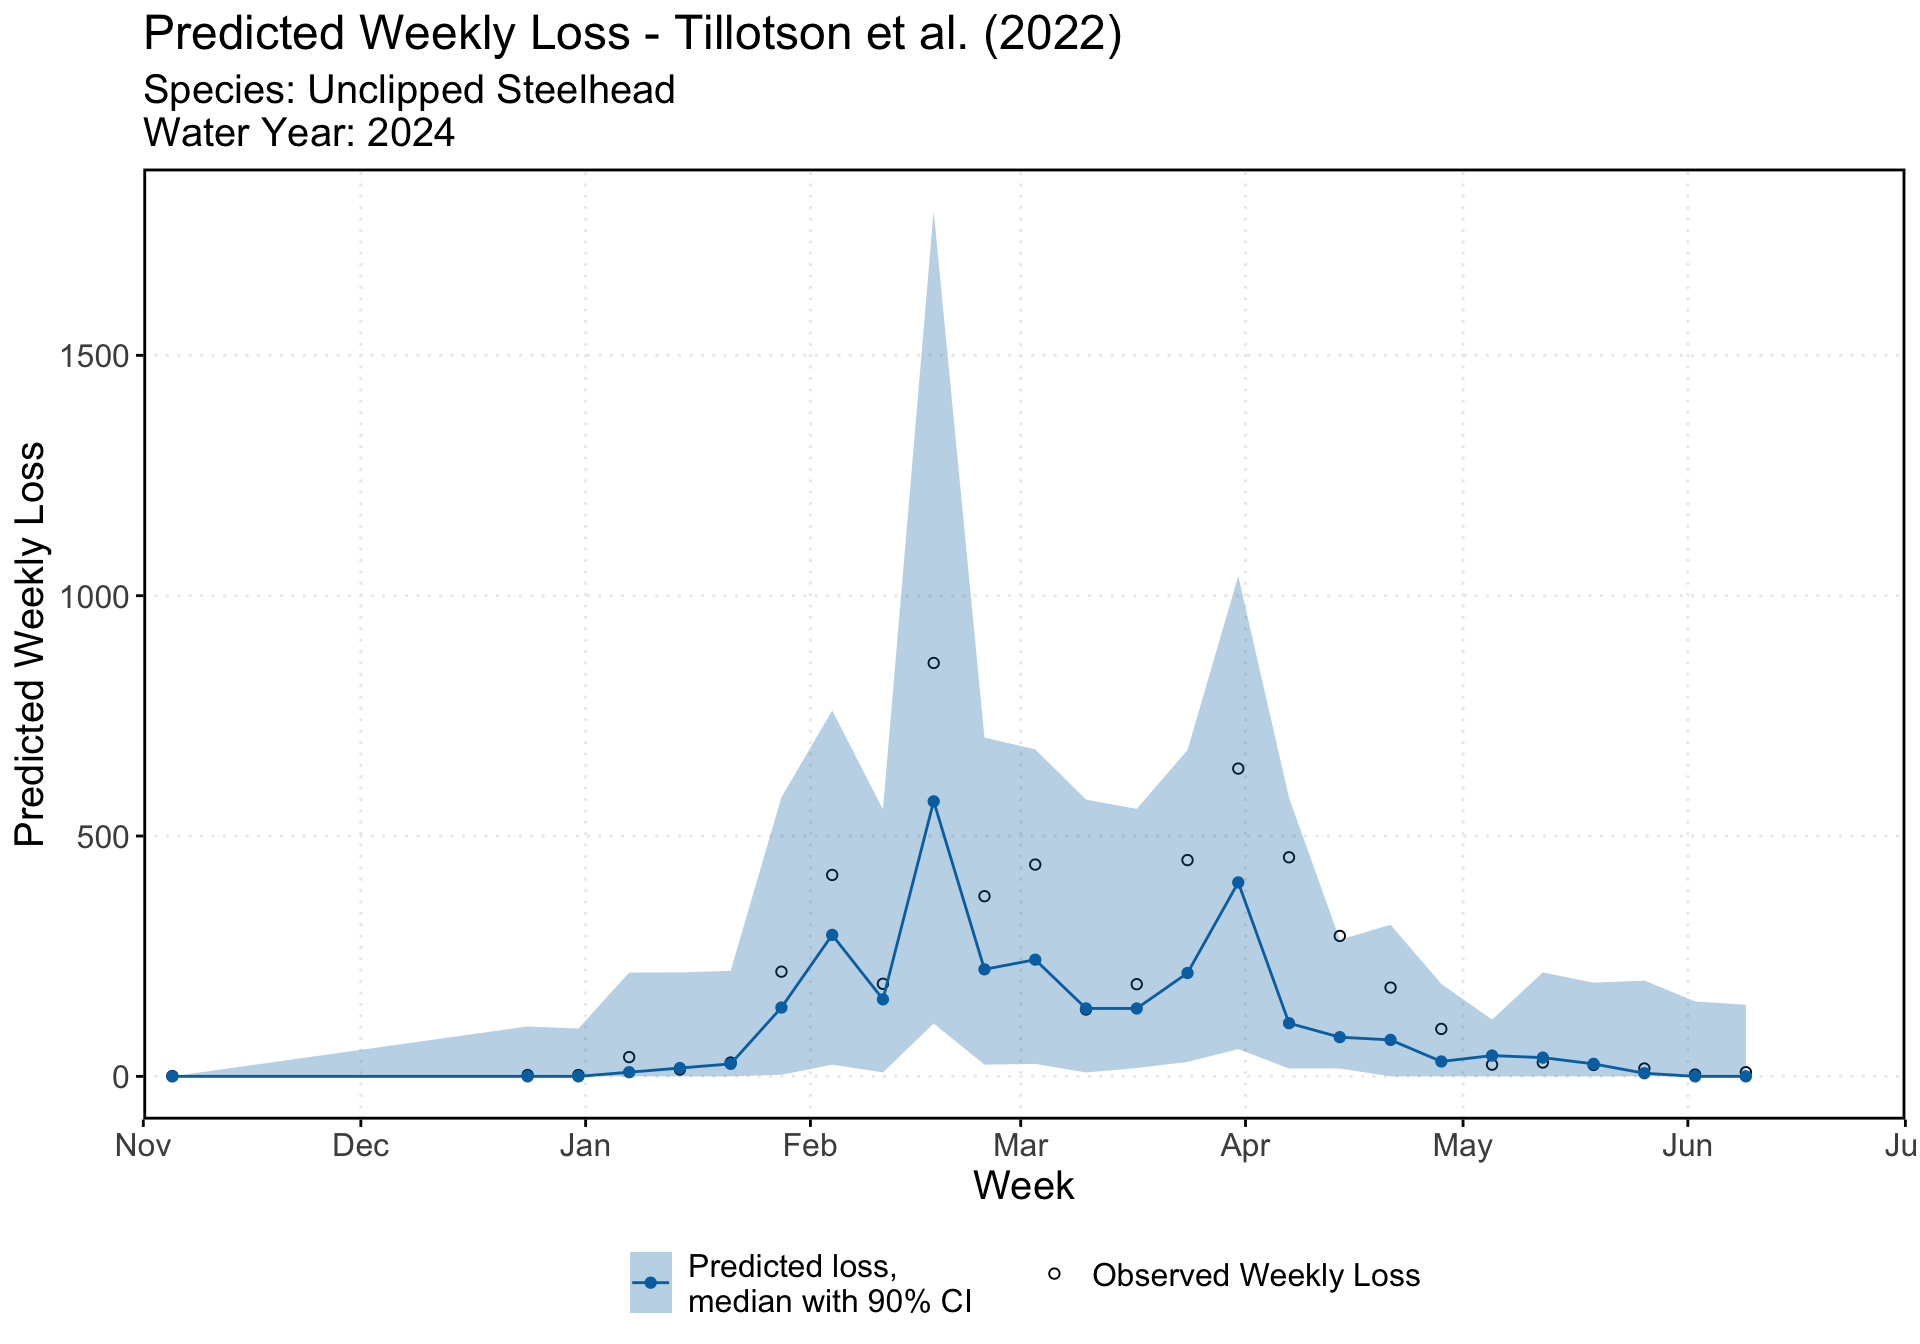 Predicted Weekly Loss - Tillotson et al. (2022)
Species: Unclipped Steelhead
Water Year: 2024
Predicted Weekly Loss
1500
1000
500
0
Nov Dec Jan Feb Mar Apr May Jun Ju
Week
Predicted loss,
median with 90% CI
Observed Weekly Loss